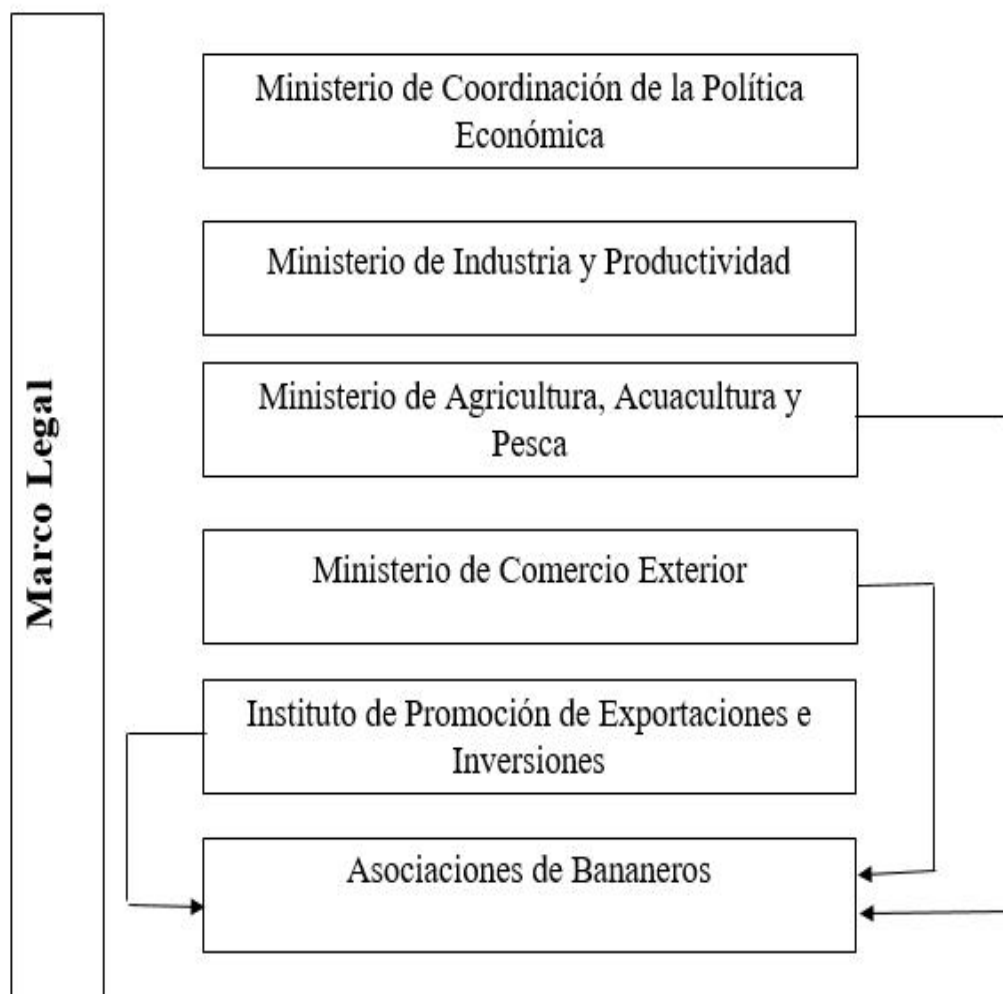 Marco Legal
Ministerio de Coordinación de la Política
Económica
Ministerio de Industria y Productividad
Ministerio de Agricultura, Acuacultura y
Pesca
Ministerio de Comercio Exterior
Instituto de Promoción de Exportaciones e
Inversiones
Asociaciones de Bananeros